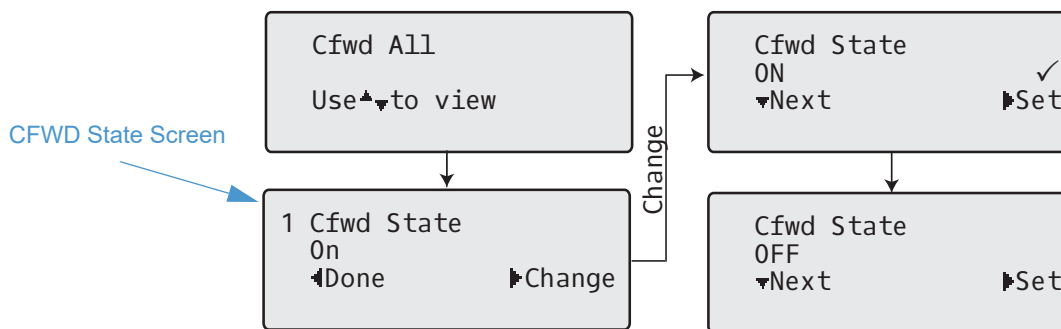 Cfwd All
Use▲▼to view
CFWD State Screen
1 Cfwd State
On
◀Done ▶Change
Change
Cfwd State
ON ✓
▼Next ▶Set
Cfwd State
OFF
▼Next ▶Set